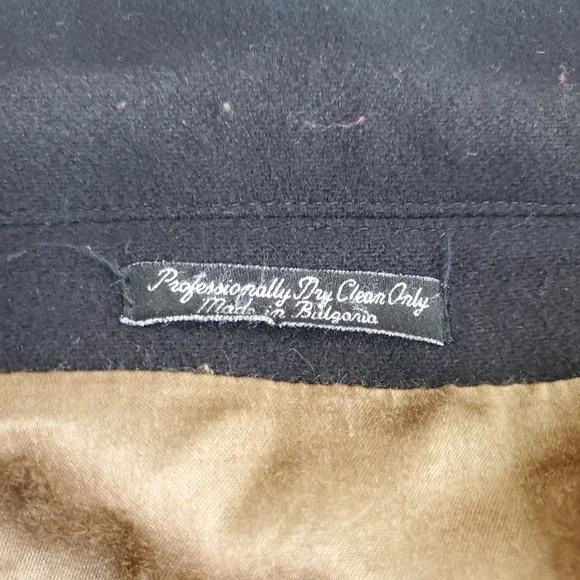 Professionally Dry Clean Only
Made in Bulgaria